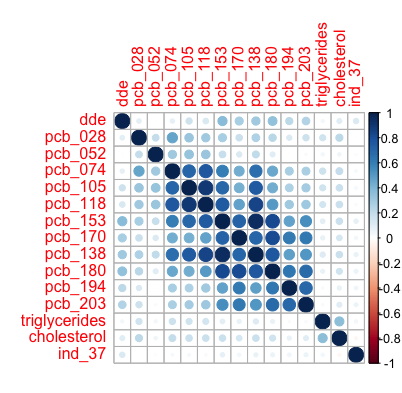 dde
pcb_028
pcb_052
pcb_074
pcb_105
pcb_118
pcb_153
pcb_170
pcb_138
pcb_180
pcb_194
pcb_203
triglycerides
cholesterol
ind_37
dde
pcb_028
pcb_052
pcb_074
pcb_105
pcb_118
pcb_153
pcb_170
pcb_138
pcb_180
pcb_194
pcb_203
triglycerides
cholesterol
ind_37
1
0.8
0.6
0.4
0.2
0
-0.2
-0.4
-0.6
-0.8
-1